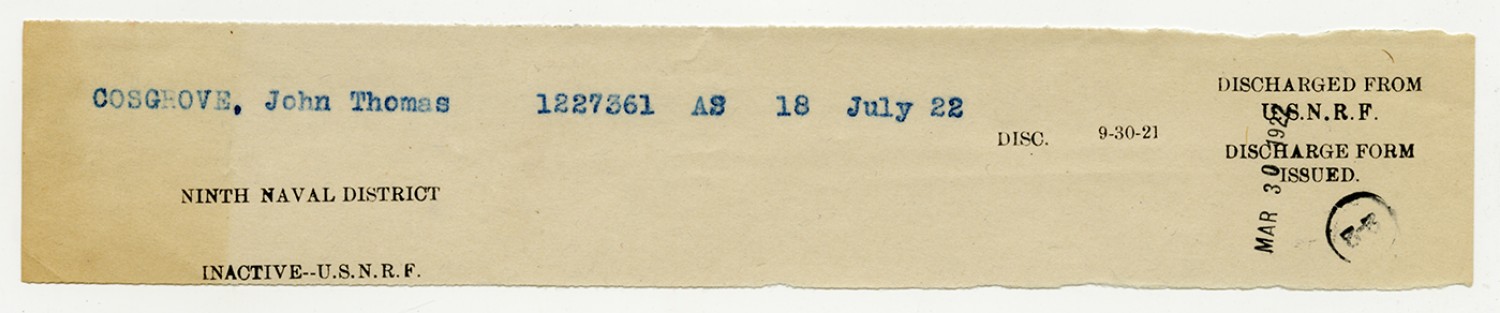 COSGROVE, John Thomas 1227361 AS 18 July 22
DISC. 9-30-21
DISCHARGED FROM
U.S.N.R.F.
DISCHARGE FORM
ISSUED.
MAR 30 1922
NINTH NAVAL DISTRICT
INACTIVE--U.S.N.R.F.